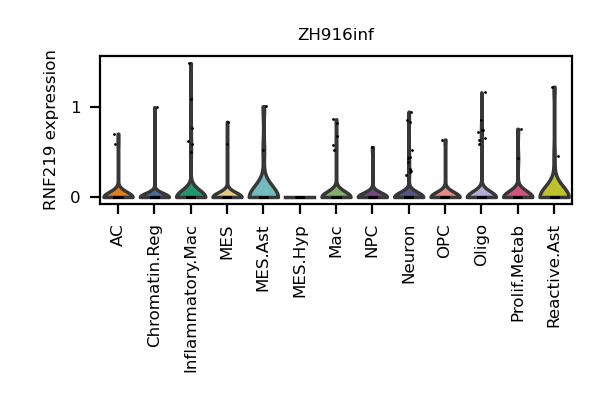 ZH916inf
RNF219 expression
1
0
AC
Chromatin.Reg
Inflammatory.Mac
MES
MES.Ast
MES.Hyp
Mac
NPC
Neuron
OPC
Oligo
Prolif.Metab
Reactive.Ast